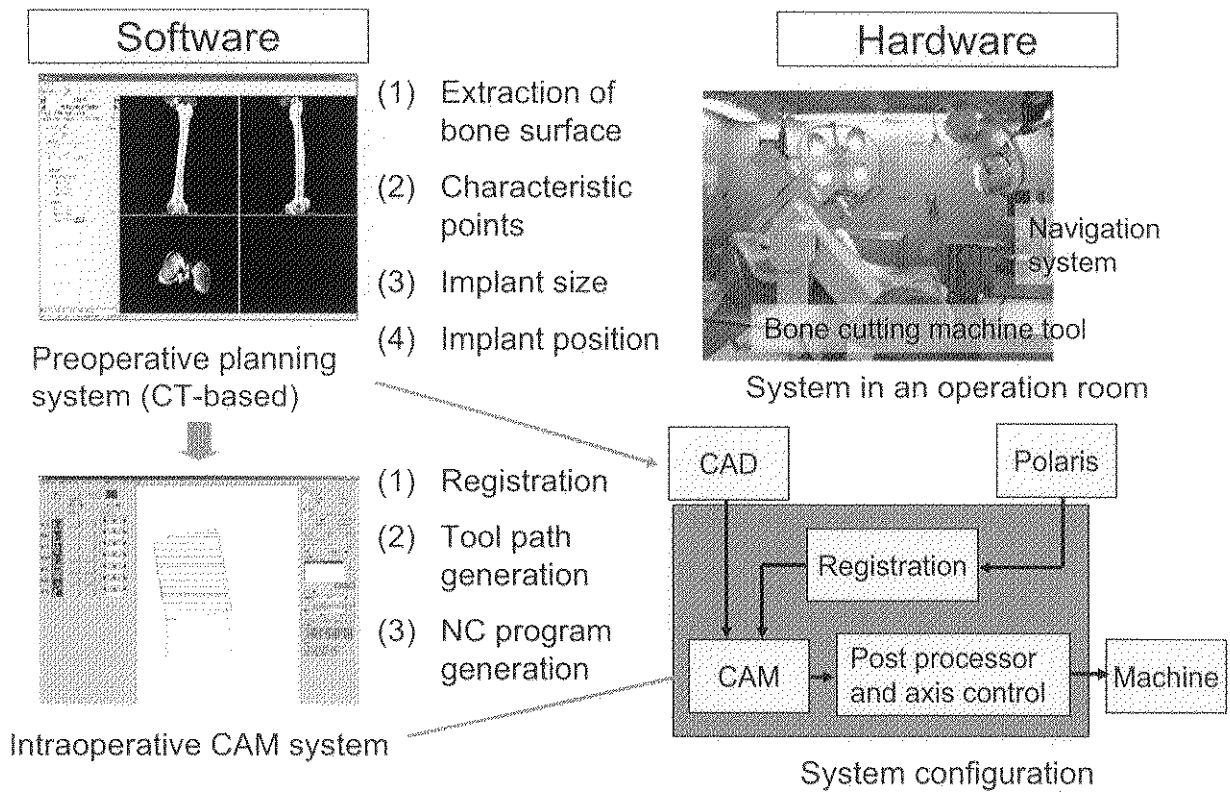 Software
(1) Extraction of
bone surface
(2) Characteristic
points
(3) Implant size
(4) Implant position
Preoperative planning
system (CT-based)
(1) Registration
(2) Tool path
generation
(3) NC program
generation
Intraoperative CAM system
Hardware
Navigation
system
Bone cutting machine tool
System in an operation room
CAD
Polaris
Registration
CAM
Post processor
and axis control
Machine
System configuration